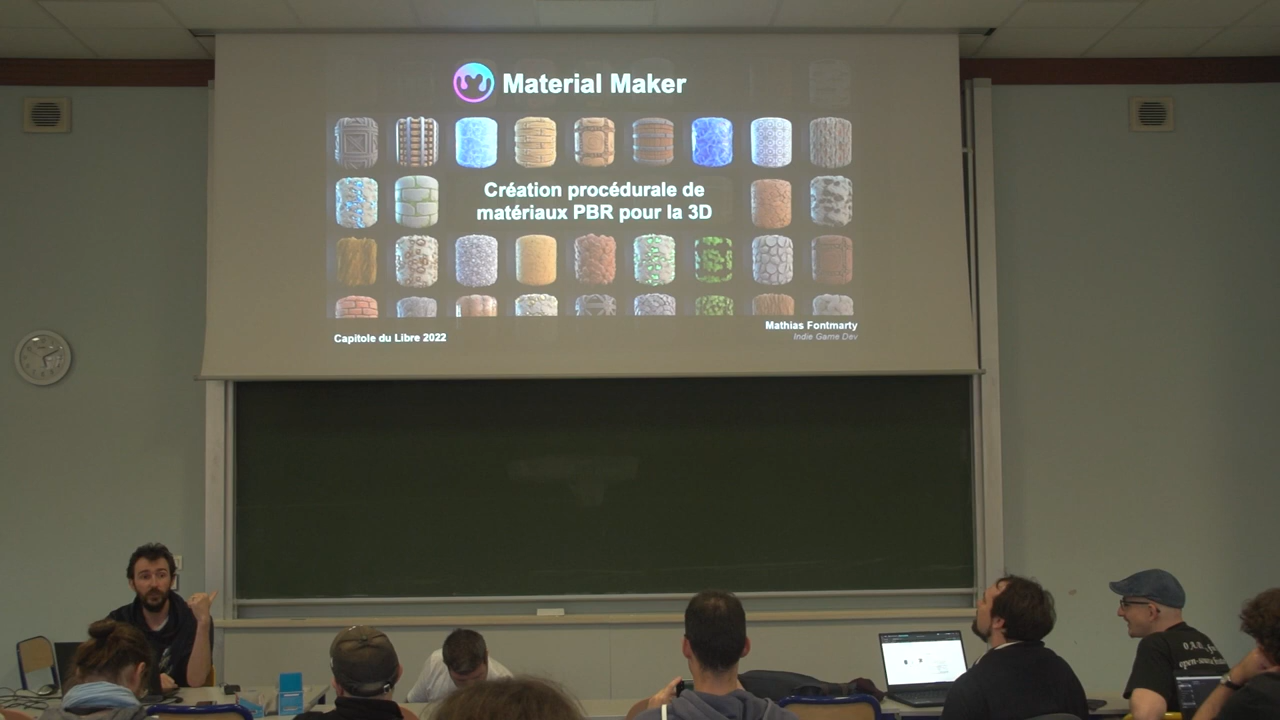 Material Maker
Création procédurale de
matériaux PBR pour la 3D
Capitole du Libre 2022
Mathias Fontmarty
Indie Game Dev